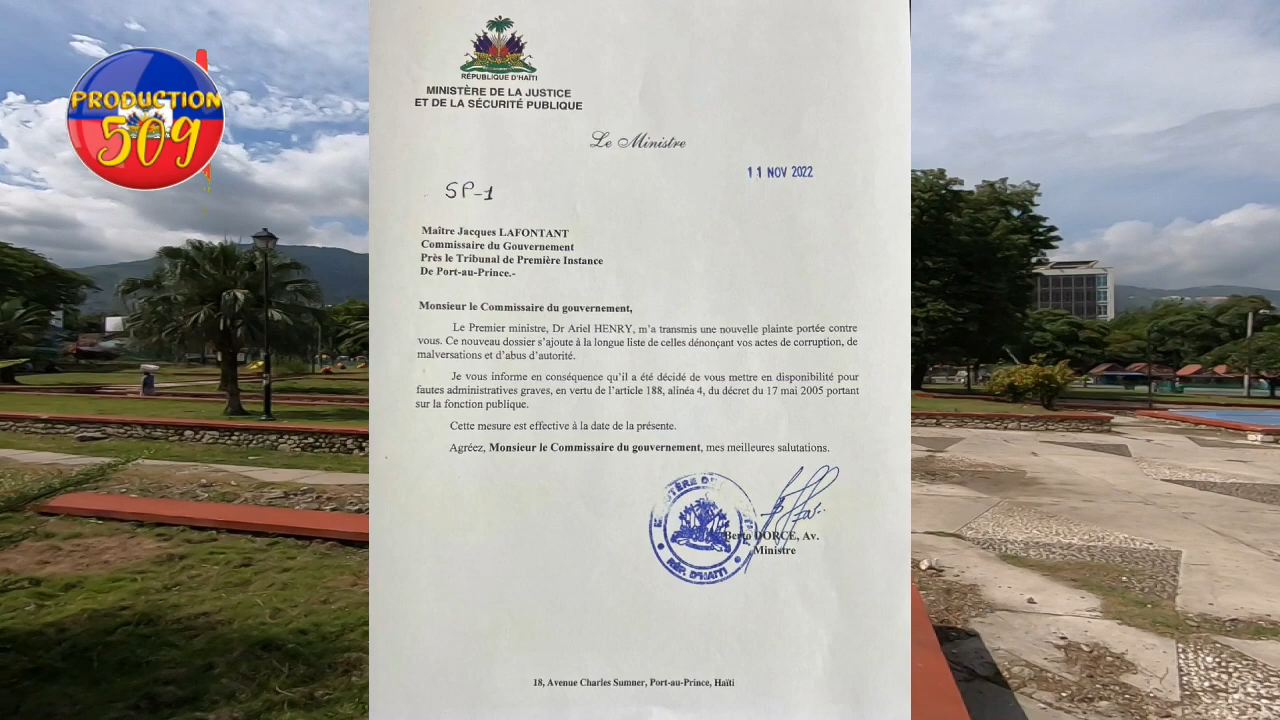 PRODUCTION
509
RÉPUBLIQUE D'HAÏTI
MINISTÈRE DE LA JUSTICE
ET DE LA SÉCURITÉ PUBLIQUE
Le Ministre
11 NOV 2022
SP-1
Maître Jacques LAFONTANT
Commissaire du Gouvernement
Près le Tribunal de Première Instance
De Port-au-Prince.-
Monsieur le Commissaire du gouvernement,
Le Premier ministre, Dr Ariel HENRY, m'a transmis une nouvelle plainte portée contre
vous. Ce nouveau dossier s'ajoute à la longue liste de celles dénonçant vos actes de corruption, de
malversations et d'abus d'autorité.
Je vous informe en conséquence qu'il a été décidé de vous mettre en disponibilité pour
fautes administratives graves, en vertu de l'article 188, alinéa 4, du décret du 17 mai 2005 portant
sur la fonction publique.
Cette mesure est effective à la date de la présente.
Agréez, Monsieur le Commissaire du gouvernement, mes meilleures salutations.
RÉP. D'HAITI
Berto DORCÉ, Av.
Ministre
18, Avenue Charles Sumner, Port-au-Prince, Haïti